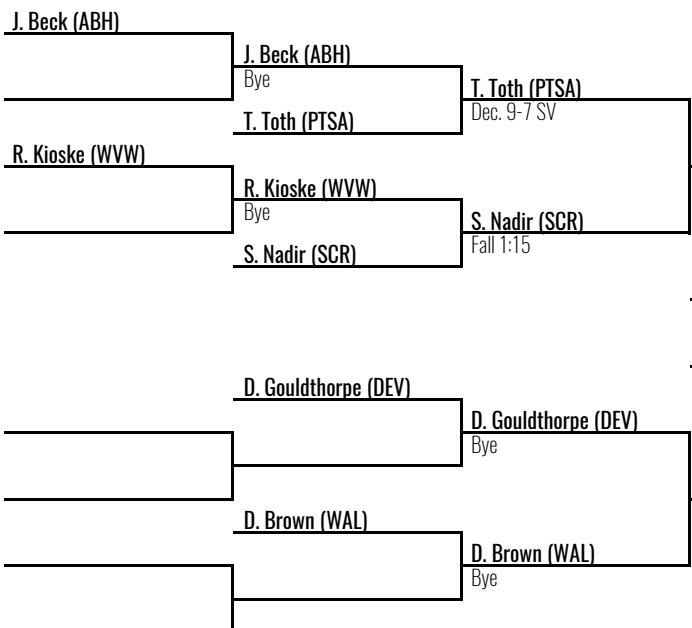 J. Beck (ABH)
J. Beck (ABH)
Bye
T. Toth (PTSA)
Dec. 9-7 SV
T. Toth (PTSA)
R. Kioske (WVW)
R. Kioske (WVW)
Bye
S. Nadir (SCR)
Fall 1:15
S. Nadir (SCR)
D. Gouldthorpe (DEV)
D. Gouldthorpe (DEV)
Bye
D. Brown (WAL)
D. Brown (WAL)
Bye